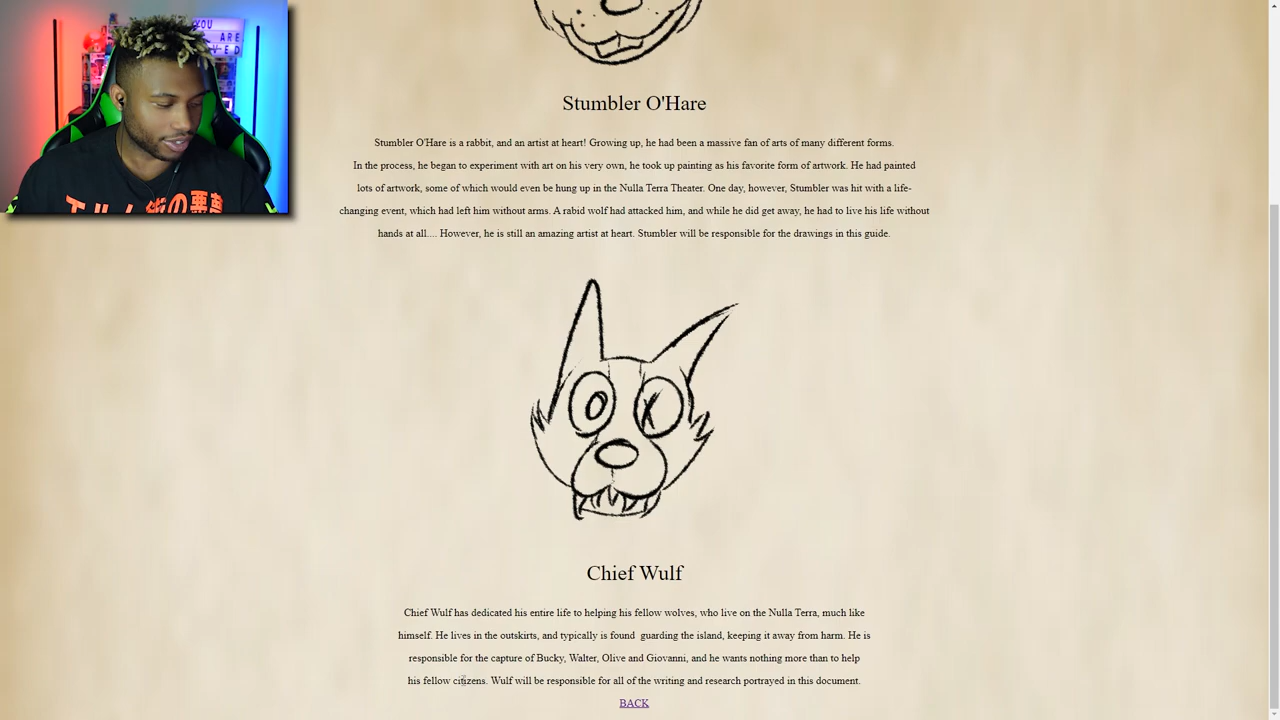 YOU
ARE
Stumbler O'Hare
Stumbler O'Hare is a rabbit, and an artist at heart! Growing up, he had been a massive fan of arts of many different forms.
In the process, he began to experiment with art on his very own, he took up painting as his favorite form of artwork. He had painted
lots of artwork, some of which would even be hung up in the Nulla Terra Theater. One day, however, Stumbler was hit with a life-
changing event, which had left him without arms. A rabid wolf had attacked him, and while he did get away, he had to live his life without
hands at all.... However, he is still an amazing artist at heart. Stumbler will be responsible for the drawings in this guide.
Chief Wulf
Chief Wulf has dedicated his entire life to helping his fellow wolves, who live on the Nulla Terra, much like
himself. He lives in the outskirts, and typically is found  guarding the island, keeping it away from harm. He is
responsible for the capture of Bucky, Walter, Olive and Giovanni, and he wants nothing more than to help
his fellow citizens. Wulf will be responsible for all of the writing and research portrayed in this document.
BACK